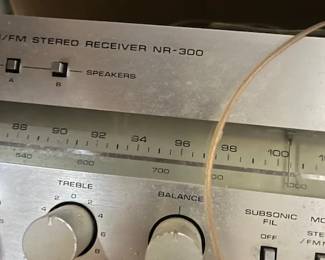 /FM STEREO RECEIVER NR-300
A B SPEAKERS
88 90 92 94 96 98 100
540 600 700 800 1000
TREBLE BALANCE SUBSONIC FIL
2 0 2
4 4
OFF